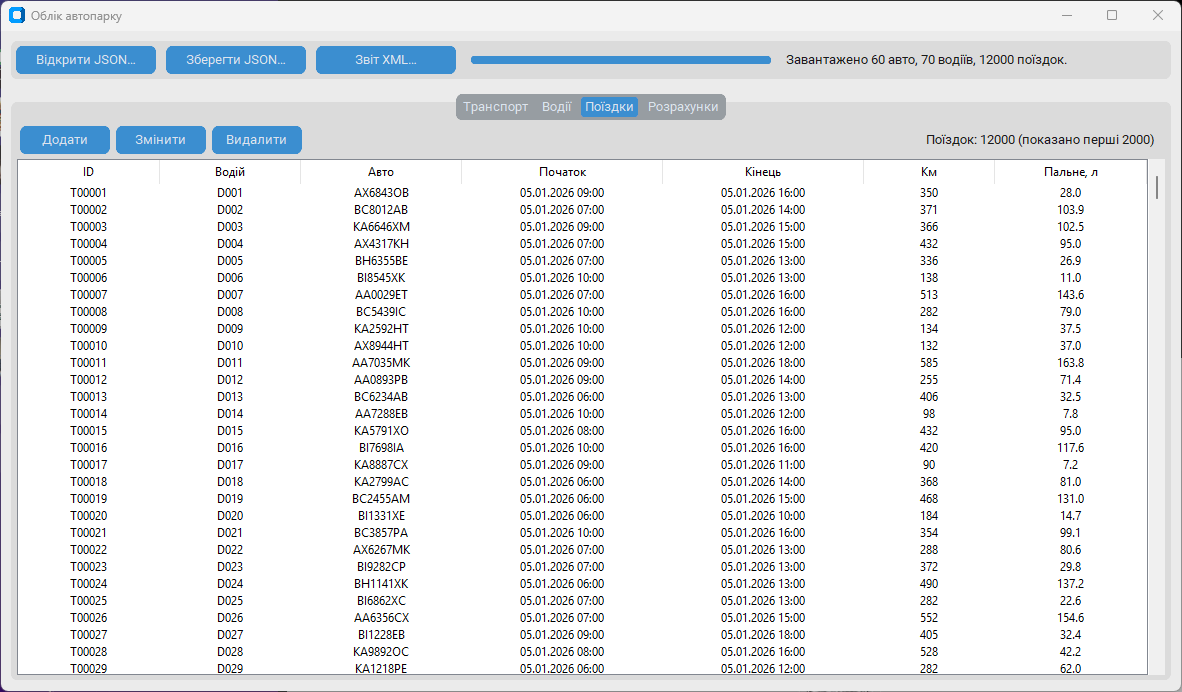 Облік автопарку
Відкрити JSON... Зберегти JSON... Звіт XML... Завантажено 60 авто, 70 водіїв, 12000 поїздок.
Транспорт Водії Поїздки Розрахунки
Додати Змінити Видалити Поїздок: 12000 (показано перші 2000)
ID Водій Авто Початок Кінець Км Пальне, л
T00001 D001 AX6843OB 05.01.2026 09:00 05.01.2026 16:00 350 28.0
T00002 D002 BC8012AB 05.01.2026 07:00 05.01.2026 14:00 371 103.9
T00003 D003 KA6646XM 05.01.2026 09:00 05.01.2026 15:00 366 102.5
T00004 D004 AX4317KH 05.01.2026 07:00 05.01.2026 15:00 432 95.0
T00005 D005 BH6355BE 05.01.2026 07:00 05.01.2026 13:00 336 26.9
T00006 D006 BI8545XK 05.01.2026 10:00 05.01.2026 13:00 138 11.0
T00007 D007 AA0029ET 05.01.2026 07:00 05.01.2026 16:00 513 143.6
T00008 D008 BC5439IC 05.01.2026 10:00 05.01.2026 16:00 282 79.0
T00009 D009 KA2592HT 05.01.2026 10:00 05.01.2026 12:00 134 37.5
T00010 D010 AX8944HT 05.01.2026 10:00 05.01.2026 12:00 132 37.0
T00011 D011 AA7035MK 05.01.2026 09:00 05.01.2026 18:00 585 163.8
T00012 D012 AA0893PB 05.01.2026 09:00 05.01.2026 14:00 255 71.4
T00013 D013 BC6234AB 05.01.2026 06:00 05.01.2026 13:00 406 32.5
T00014 D014 AA7288EB 05.01.2026 10:00 05.01.2026 12:00 98 7.8
T00015 D015 KA5791XO 05.01.2026 08:00 05.01.2026 16:00 432 95.0
T00016 D016 BI7698IA 05.01.2026 10:00 05.01.2026 16:00 420 117.6
T00017 D017 KA8887CX 05.01.2026 09:00 05.01.2026 11:00 90 7.2
T00018 D018 KA2799AC 05.01.2026 06:00 05.01.2026 14:00 368 81.0
T00019 D019 BC2455AM 05.01.2026 06:00 05.01.2026 15:00 468 131.0
T00020 D020 BI1331XE 05.01.2026 06:00 05.01.2026 10:00 184 14.7
T00021 D021 BC3857PA 05.01.2026 10:00 05.01.2026 16:00 354 99.1
T00022 D022 AX6267MK 05.01.2026 07:00 05.01.2026 13:00 288 80.6
T00023 D023 BI9282CP 05.01.2026 07:00 05.01.2026 13:00 372 29.8
T00024 D024 BH1141XK 05.01.2026 06:00 05.01.2026 13:00 490 137.2
T00025 D025 BI6862XC 05.01.2026 06:00 05.01.2026 13:00 282 22.6
T00026 D026 AA6356CX 05.01.2026 07:00 05.01.2026 15:00 552 154.6
T00027 D027 BI1228EB 05.01.2026 09:00 05.01.2026 18:00 405 32.4
T00028 D028 KA9892OC 05.01.2026 08:00 05.01.2026 16:00 528 42.2
T00029 D029 KA1218PE 05.01.2026 06:00 05.01.2026 12:00 282 62.0